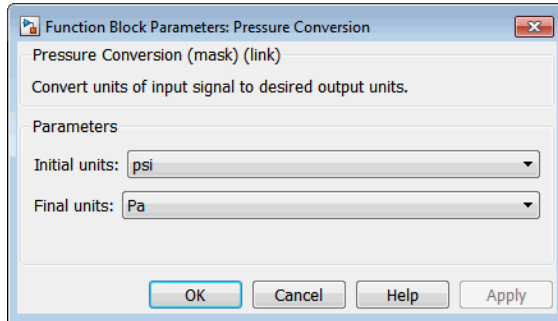 Function Block Parameters: Pressure Conversion
Pressure Conversion (mask) (link)
Convert units of input signal to desired output units.
Parameters
Initial units: psi
Final units: Pa
OK Cancel Help Apply